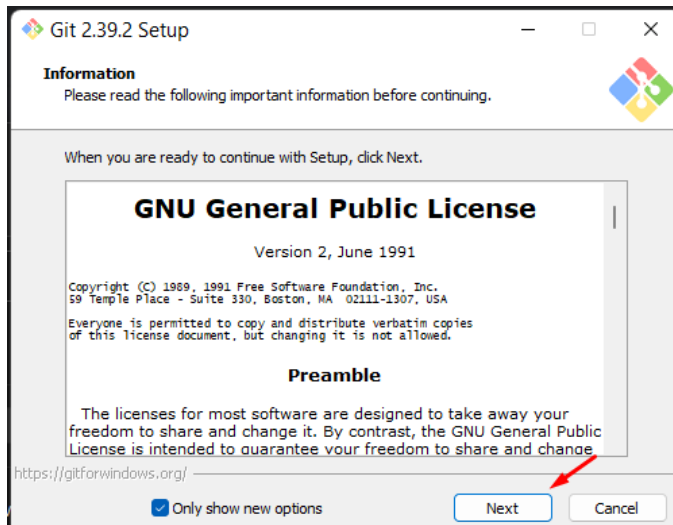 Git 2.39.2 Setup
Information
Please read the following important information before continuing.
When you are ready to continue with Setup, click Next.
GNU General Public License
Version 2, June 1991
Copyright (C) 1989, 1991 Free Software Foundation, Inc.
59 Temple Place - Suite 330, Boston, MA  02111-1307, USA
Everyone is permitted to copy and distribute verbatim copies
of this license document, but changing it is not allowed.
Preamble
The licenses for most software are designed to take away your
freedom to share and change it. By contrast, the GNU General Public
License is intended to guarantee your freedom to share and change
https://gitforwindows.org/
Only show new options
Next
Cancel